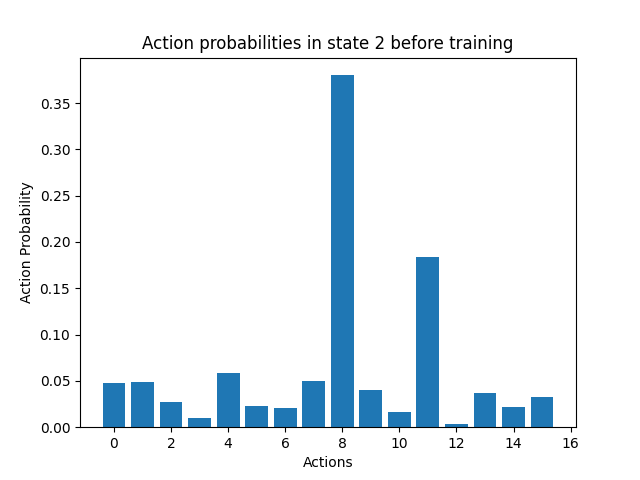 Action probabilities in state 2 before training
0.35
0.30
0.25
0.20
0.15
0.10
0.05
0.00
Action Probability
0 2 4 6 8 10 12 14 16
Actions